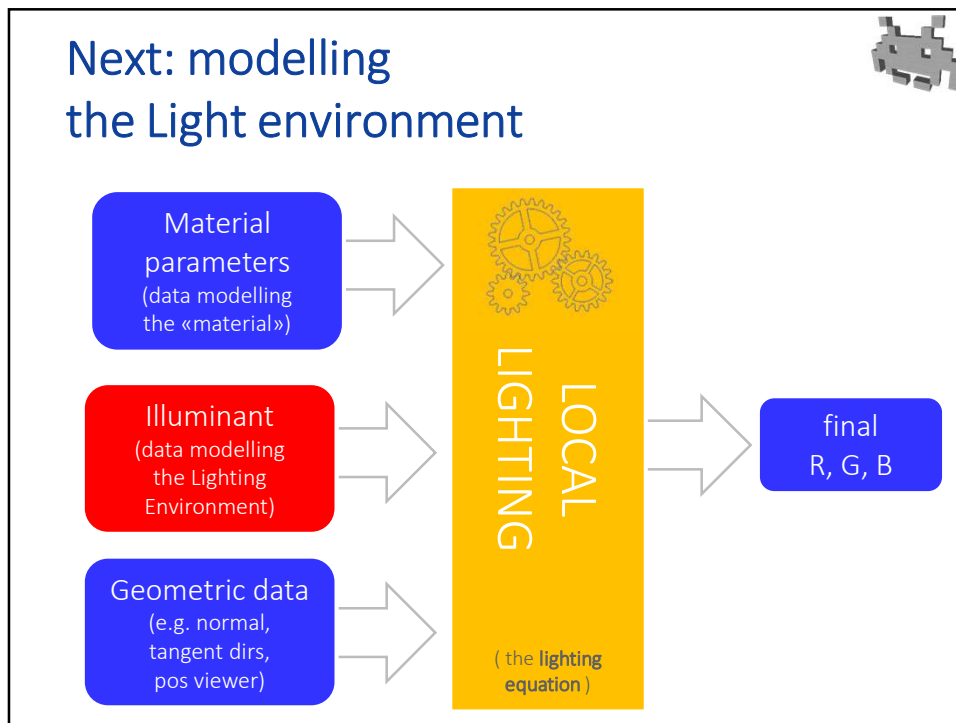 Next: modelling
the Light environment
Material
parameters
(data modelling
the «material»)
Illuminant
(data modelling
the Lighting
Environment)
Geometric data
(e.g. normal,
tangent dirs,
pos viewer)
LOCAL
LIGHTING
( the lighting
equation )
final
R, G, B